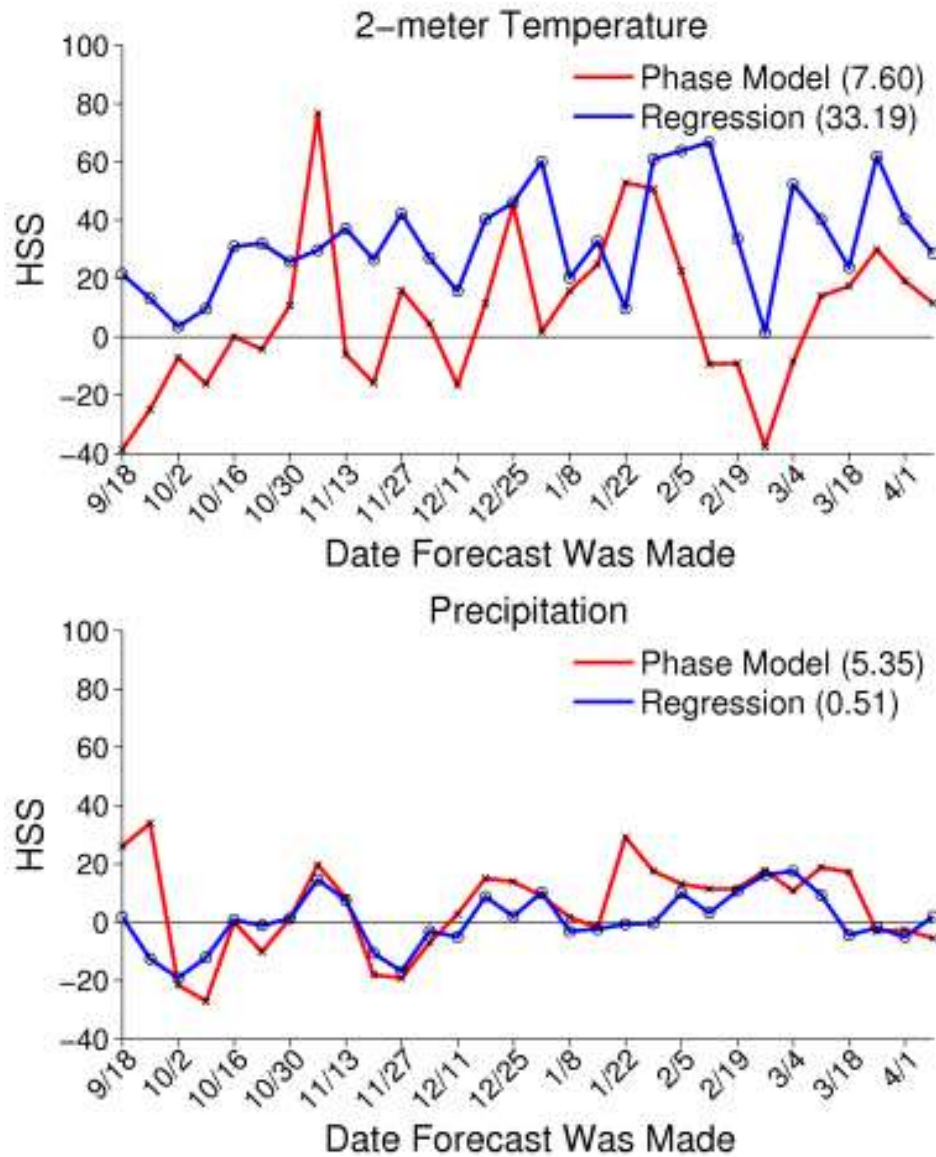 2-meter Temperature
Phase Model (7.60)
Regression (33.19)
HSS
100
80
60
40
20
0
−20
−40
9/18 10/2 10/16 10/30 11/13 11/27 12/11 12/25 1/8 1/22 2/5 2/19 3/4 3/18 4/1
Date Forecast Was Made
Precipitation
Phase Model (5.35)
Regression (0.51)
HSS
100
80
60
40
20
0
−20
−40
9/18 10/2 10/16 10/30 11/13 11/27 12/11 12/25 1/8 1/22 2/5 2/19 3/4 3/18 4/1
Date Forecast Was Made